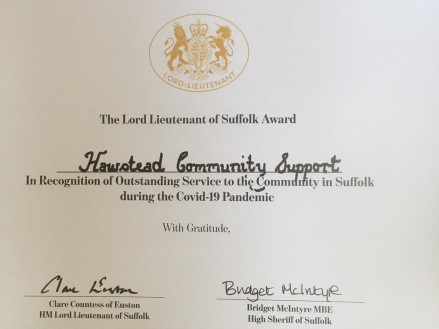 LORD-LIEUTENANT
The Lord Lieutenant of Suffolk Award
Hawstead Community Support
In Recognition of Outstanding Service to the Community in Suffolk
during the Covid-19 Pandemic
With Gratitude,
Clare Euston
Bridget McIntyre
Clare Countess of Euston
Bridget McIntyre MBE
HM Lord Lieutenant of Suffolk
High Sheriff of Suffolk